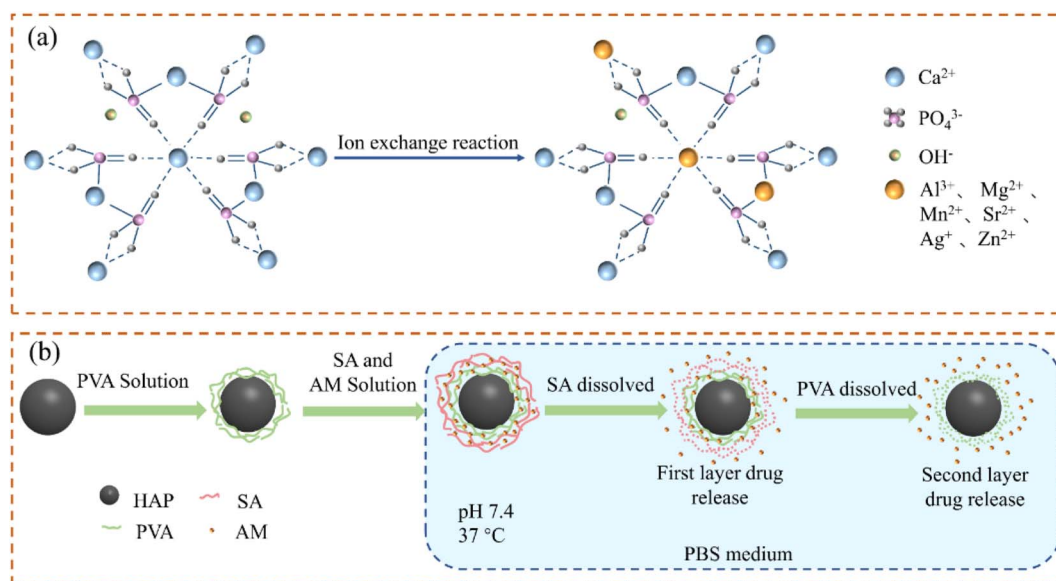 (a)
Ion exchange reaction
Ca²⁺
PO₄³⁻
OH⁻
Al³⁺、 Mg²⁺、
Mn²⁺、 Sr²⁺、
Ag⁺、Zn²⁺
(b)
PVA Solution
SA and
AM Solution
SA dissolved
PVA dissolved
First layer drug
release
Second layer
drug release
HAP
SA
PVA
AM
pH 7.4
37 °C
PBS medium